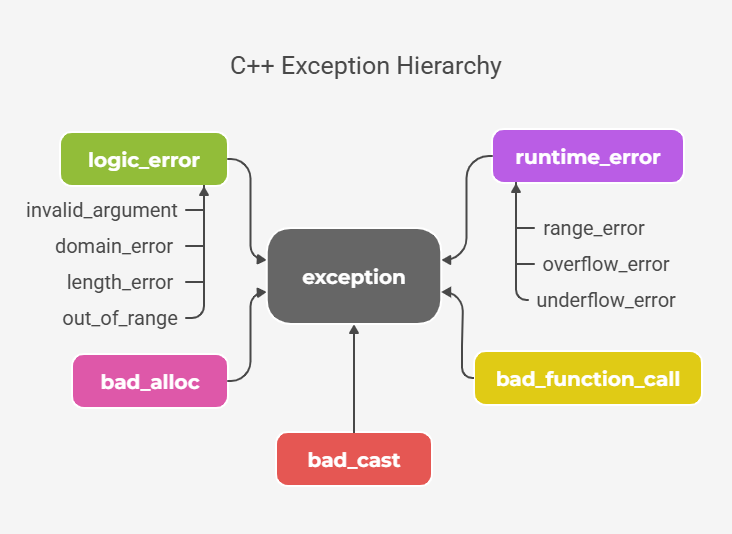 C++ Exception Hierarchy
logic_error
invalid_argument
domain_error
length_error
out_of_range
runtime_error
range_error
overflow_error
underflow_error
exception
bad_alloc
bad_function_call
bad_cast